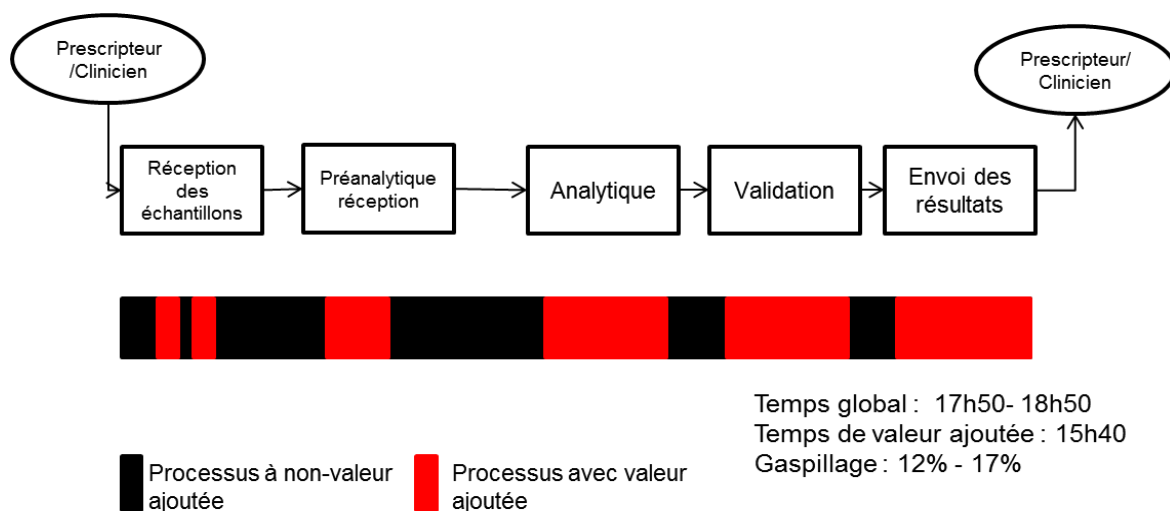 Prescripteur
/Clinicien
Prescripteur/
Clinicien
Réception
des
échantillons
Préanalytique
réception
Analytique
Validation
Envoi des
résultats
Temps global : 17h50- 18h50
Temps de valeur ajoutée : 15h40
Gaspillage : 12% - 17%
Processus à non-valeur
ajoutée
Processus avec valeur
ajoutée